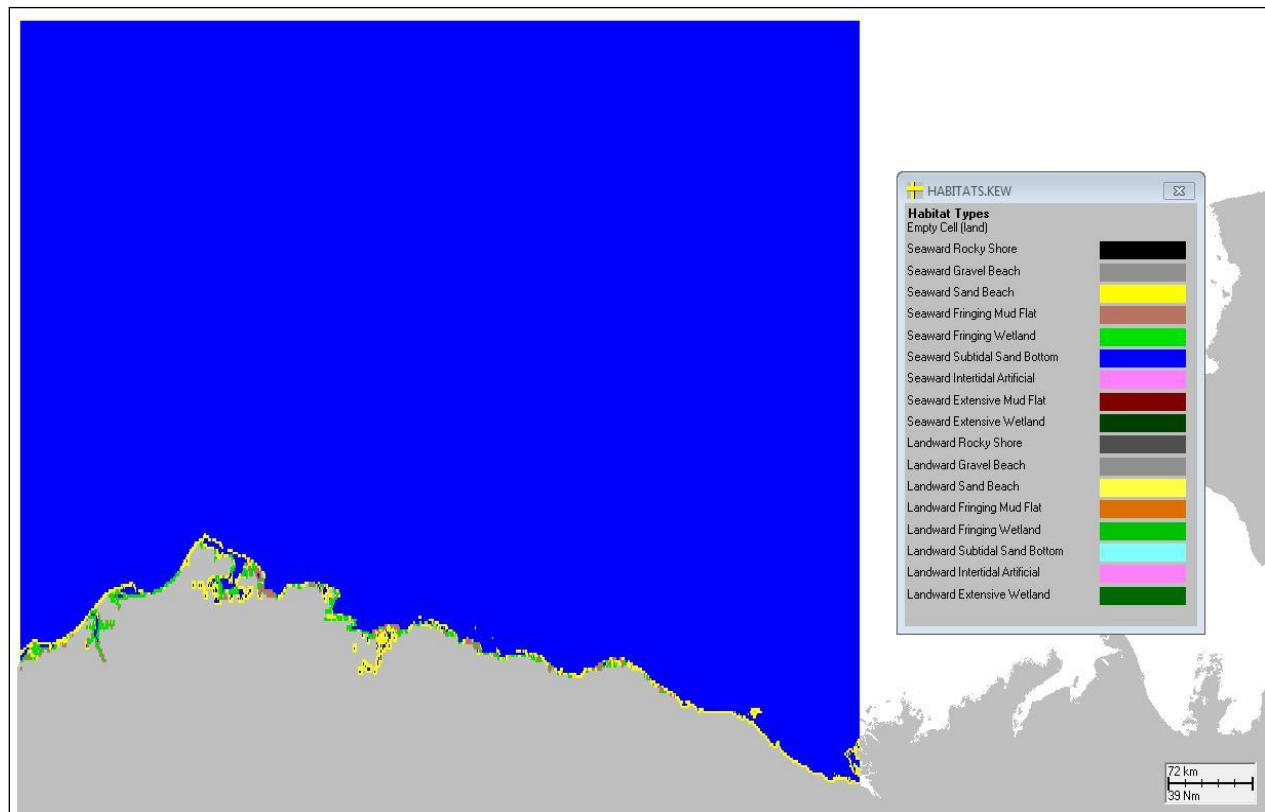 HABITATS.KEW
Habitat Types
Empty Cell (land)
Seaward Rocky Shore
Seaward Gravel Beach
Seaward Sand Beach
Seaward Fringing Mud Flat
Seaward Fringing Wetland
Seaward Subtidal Sand Bottom
Seaward Intertidal Artificial
Seaward Extensive Mud Flat
Seaward Extensive Wetland
Landward Rocky Shore
Landward Gravel Beach
Landward Sand Beach
Landward Fringing Mud Flat
Landward Fringing Wetland
Landward Subtidal Sand Bottom
Landward Intertidal Artificial
Landward Extensive Wetland
72 km
39 Nm